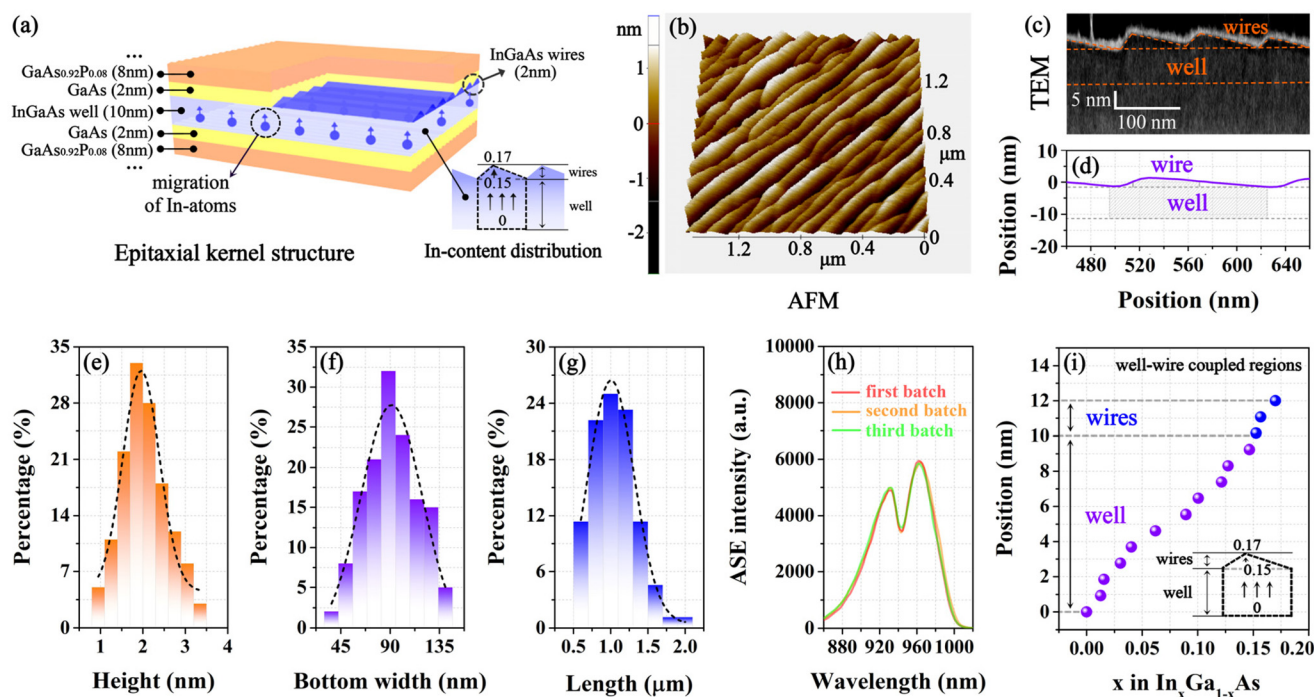 (a)
...
GaAs0.92P0.08 (8nm)
GaAs (2nm)
InGaAs well (10nm)
GaAs (2nm)
GaAs0.92P0.08 (8nm)
...
InGaAs wires
(2nm)
migration
of In-atoms
0.17
0.15
0
wires
well
Epitaxial kernel structure
In-content distribution
nm
1
0
-1
-2
(b)
1.2
0.8
μm
0.4
0
1.2
0.8
0.4
0
μm
AFM
(c)
TEM
wires
well
5 nm
100 nm
(d)
Position (nm)
10
0
-10
-20
wire
well
480
520
560
600
640
Position (nm)
(e)
Percentage (%)
35
28
21
14
7
0
1
2
3
4
Height (nm)
(f)
Percentage (%)
35
30
25
20
15
10
5
0
45
90
135
Bottom width (nm)
(g)
Percentage (%)
30
24
18
12
6
0
0.5
1.0
1.5
2.0
Length (μm)
(h)
ASE intensity (a.u.)
10000
8000
6000
4000
2000
0
first batch
second batch
third batch
880
920
960
1000
Wavelength (nm)
(i)
well-wire coupled regions
Position (nm)
14
12
10
8
6
4
2
0
wires
well
0.17
wires
0.15
well
0
0.00
0.05
0.10
0.15
0.20
x in InxGa1-xAs